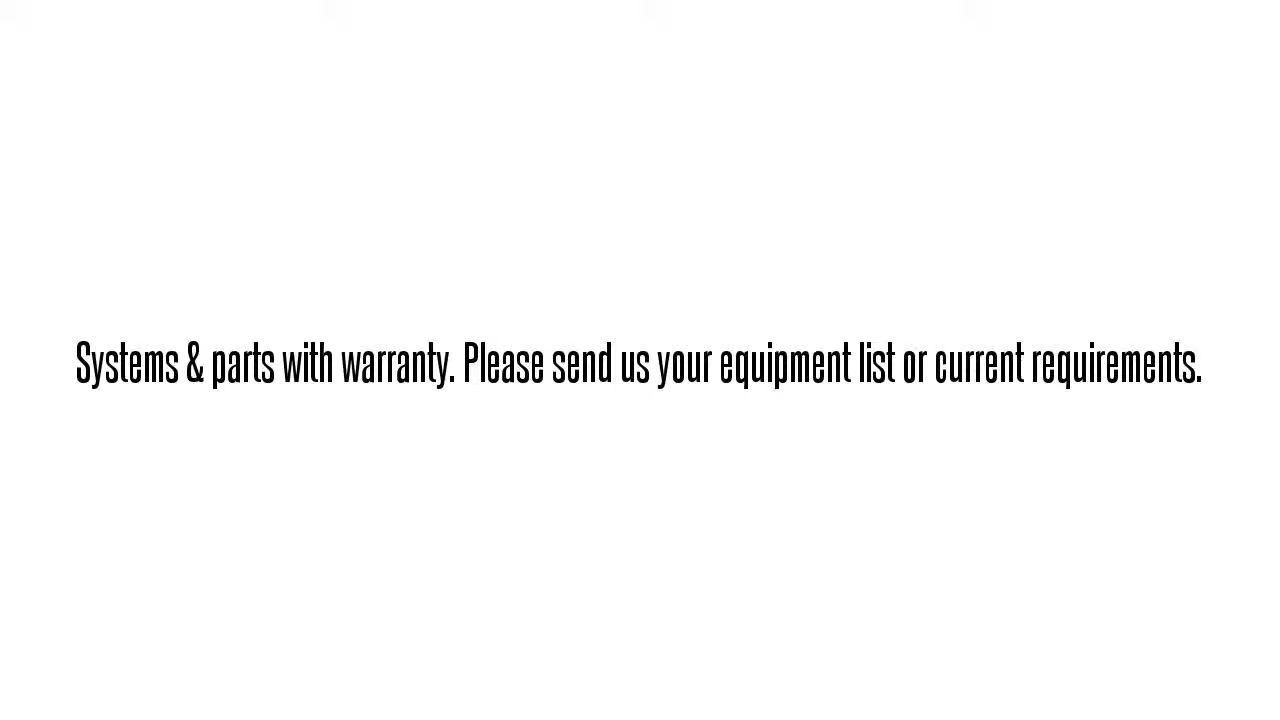 Systems & parts with warranty. Please send us your equipment list or current requirements.